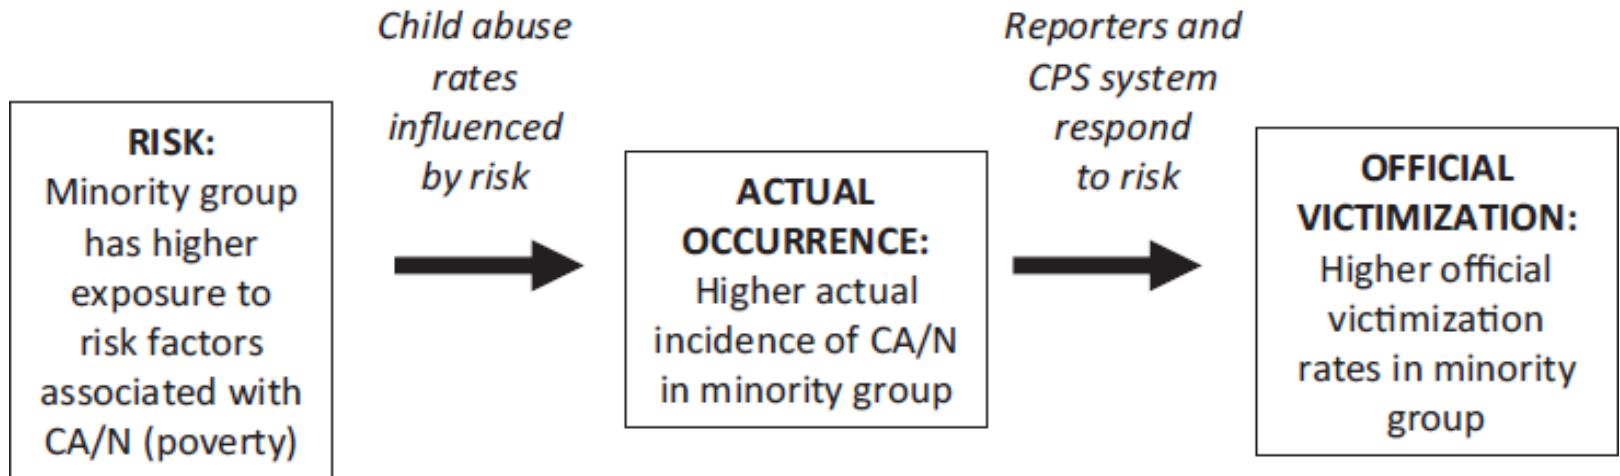 RISK:
Minority group
has higher
exposure to
risk factors
associated with
CA/N (poverty)
Child abuse
rates
influenced
by risk
ACTUAL
OCCURRENCE:
Higher actual
incidence of CA/N
in minority group
Reporters and
CPS system
respond
to risk
OFFICIAL
VICTIMIZATION:
Higher official
victimization
rates in minority
group